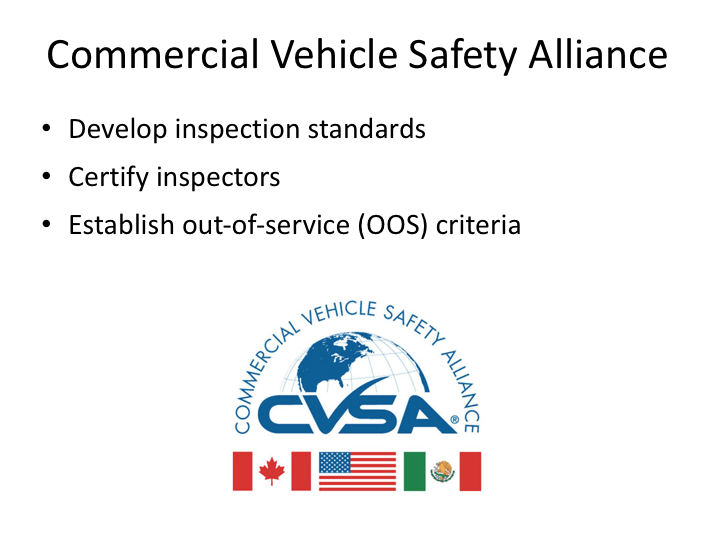 Commercial Vehicle Safety Alliance
• Develop inspection standards
• Certify inspectors
• Establish out-of-service (OOS) criteria
COMMERCIAL VEHICLE SAFETY ALLIANCE
CVSA®